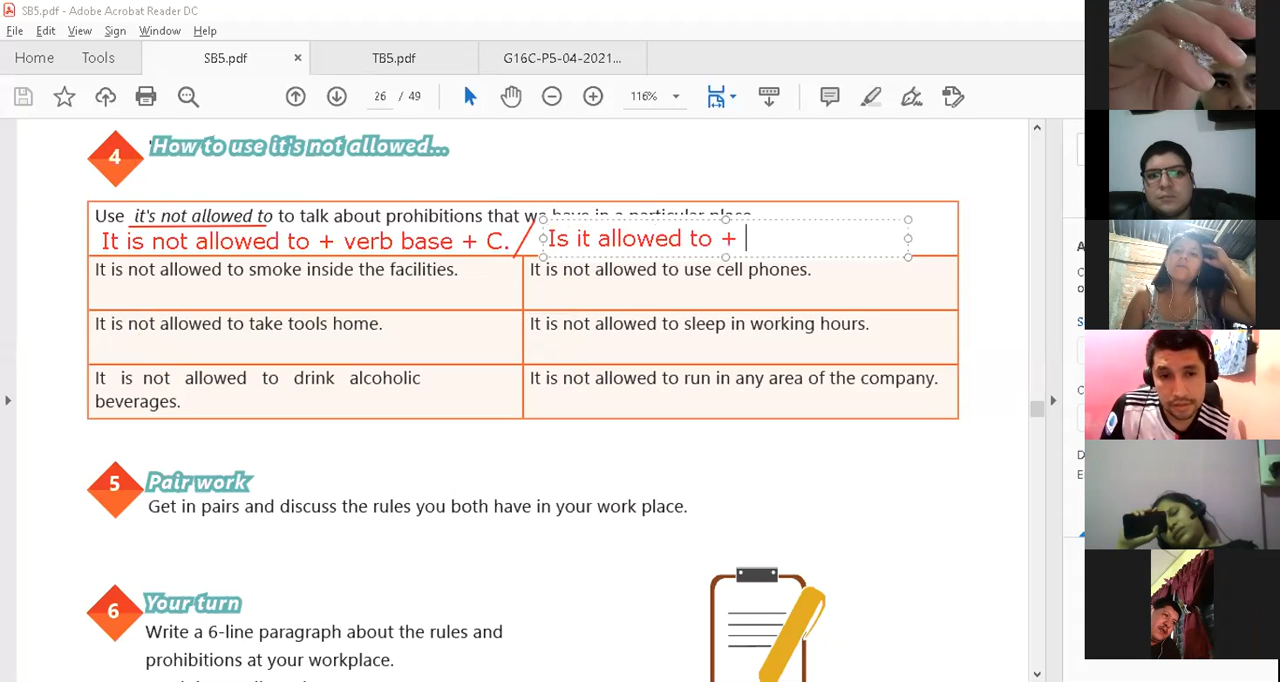 SB5.pdf - Adobe Acrobat Reader DC
File Edit View Sign Window Help
Home Tools SB5.pdf × TB5.pdf G16C-P5-04-2021...
26 / 49 116%
4 How to use it's not allowed...
Use it's not allowed to to talk about prohibitions that we have in a particular place
It is not allowed to + verb base + C. / Is it allowed to +
It is not allowed to smoke inside the facilities. It is not allowed to use cell phones.
It is not allowed to take tools home. It is not allowed to sleep in working hours.
It is not allowed to drink alcoholic It is not allowed to run in any area of the company.
beverages.
5 Pair work
Get in pairs and discuss the rules you both have in your work place.
6 Your turn
Write a 6-line paragraph about the rules and
prohibitions at your workplace.